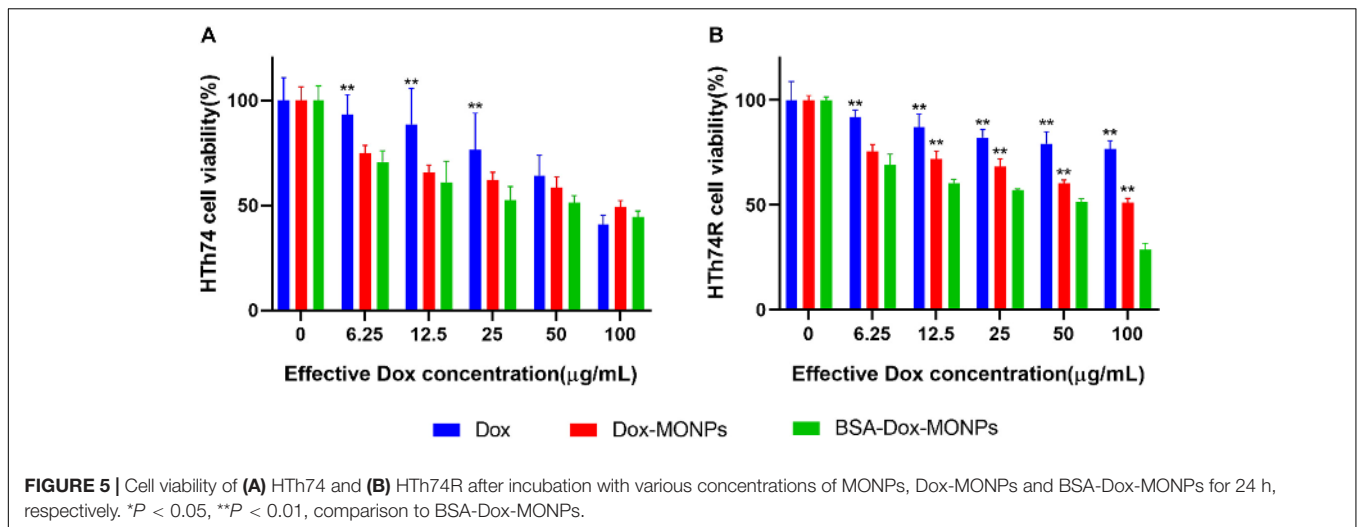 A
HTh74 cell viability(%)
100
50
0
** ** **
0 6.25 12.5 25 50 100
Effective Dox concentration(μg/mL)
B
HTh74R cell viability(%)
100
50
0
** ** ** ** **
** ** ** **
0 6.25 12.5 25 50 100
Effective Dox concentration(μg/mL)
Dox Dox-MONPs BSA-Dox-MONPs
FIGURE 5 | Cell viability of (A) HTh74 and (B) HTh74R after incubation with various concentrations of MONPs, Dox-MONPs and BSA-Dox-MONPs for 24 h,
respectively. *P < 0.05, **P < 0.01, comparison to BSA-Dox-MONPs.